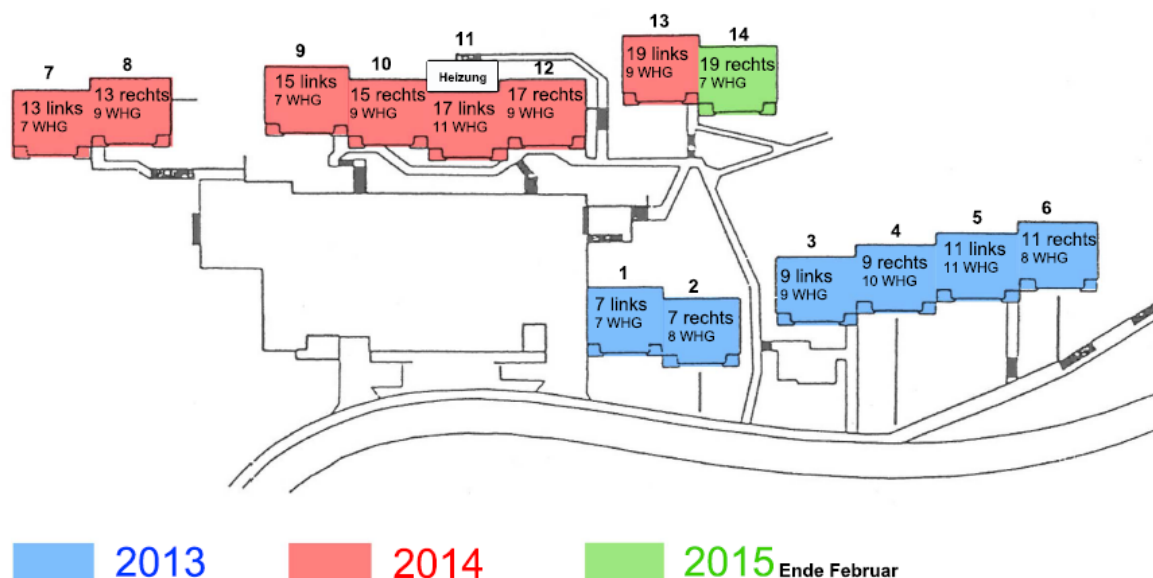 13
14
19 links
9 WHG
19 rechts
7 WHG
9
10
11
12
Heizung
15 links
7 WHG
15 rechts
9 WHG
17 links
11 WHG
17 rechts
9 WHG
7
8
13 links
7 WHG
13 rechts
9 WHG
3
4
5
6
9 links
9 WHG
9 rechts
10 WHG
11 links
11 WHG
11 rechts
8 WHG
1
2
7 links
7 WHG
7 rechts
8 WHG
2013
2014
2015 Ende Februar